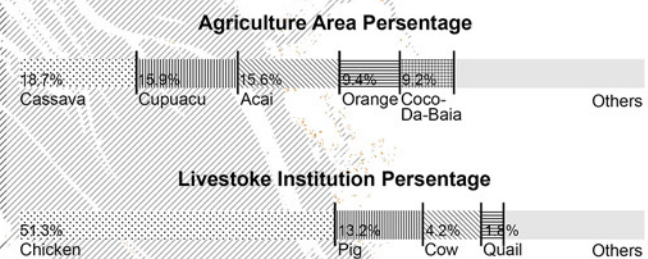 Agriculture Area Persentage
18.7% 15.9% 15.6% 9.4% 9.2%
Cassava Cupuacu Acai Orange Coco-
Da-Baia Others
Livestoke Institution Persentage
51.3% 13.2% 4.2% 1.8%
Chicken Pig Cow Quail Others